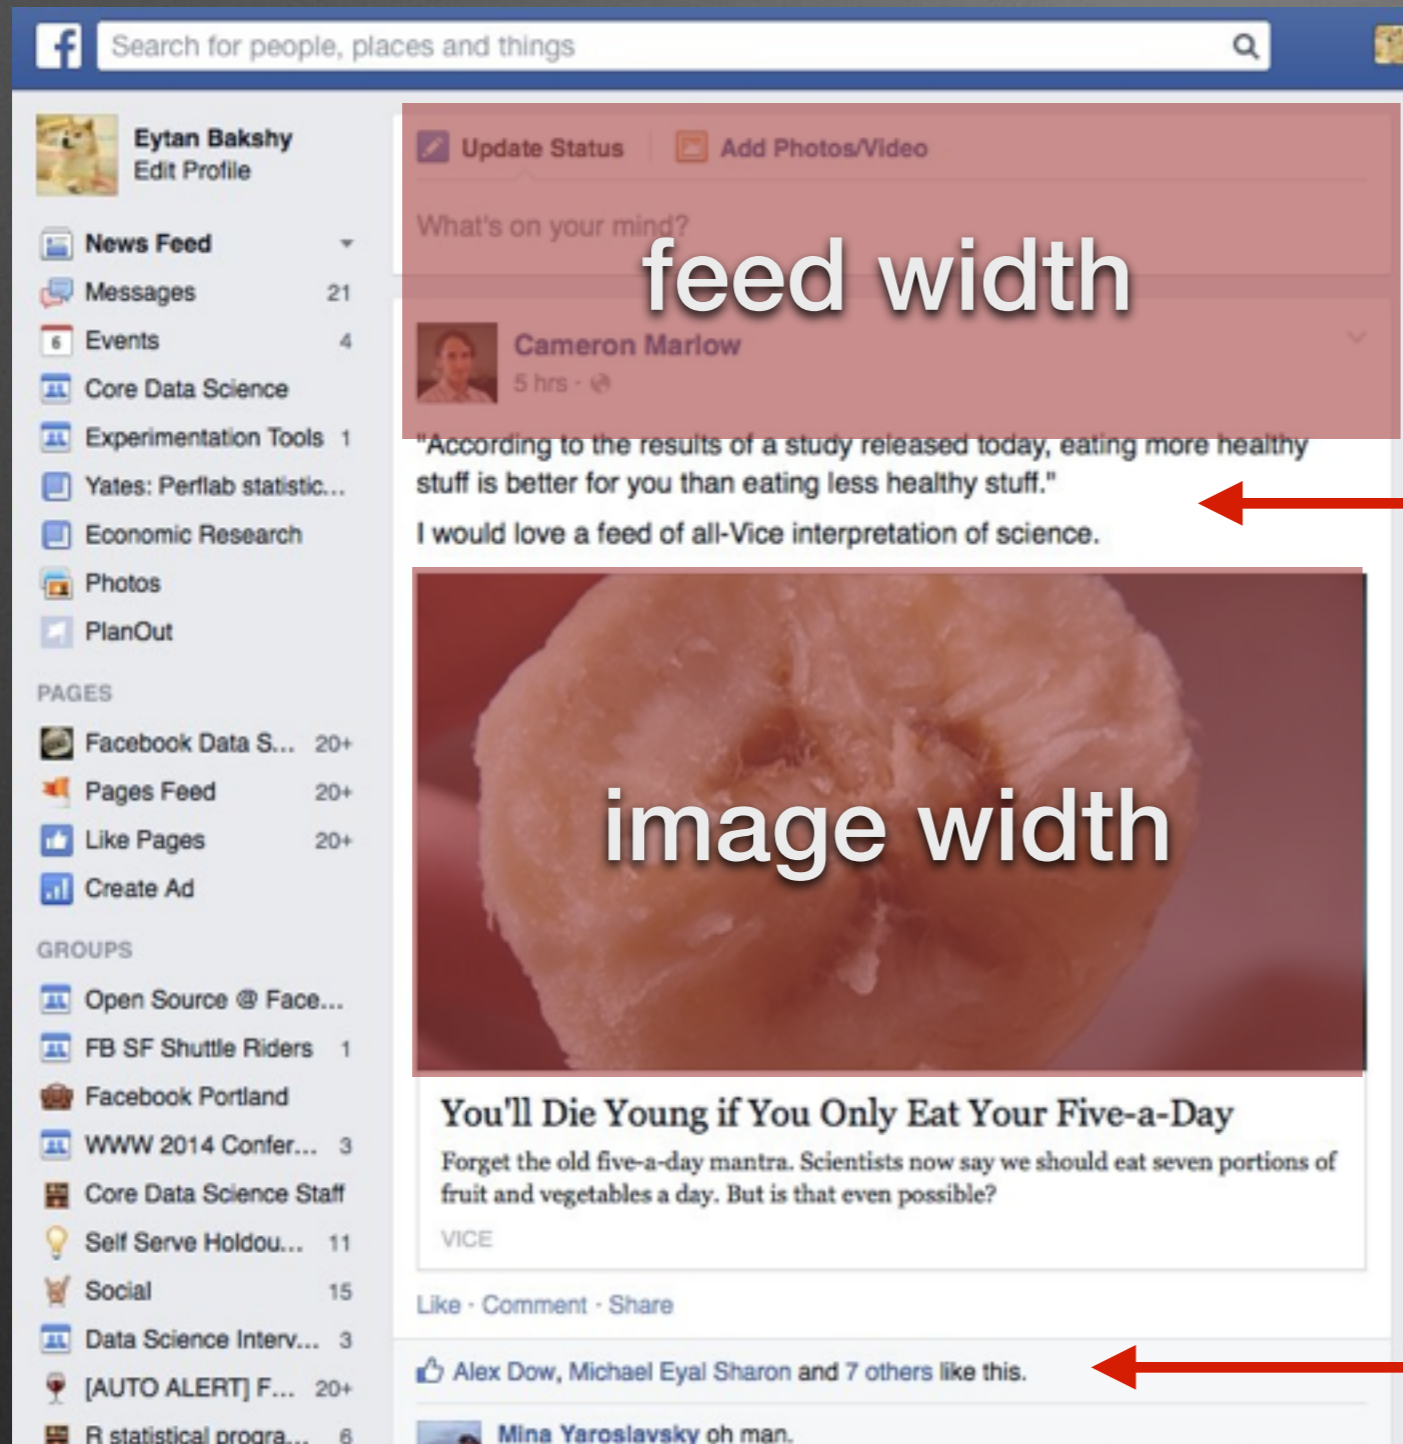 f
Search for people, places and things
Eytan Bakshy
Edit Profile
News Feed
Messages 21
6 Events 4
Core Data Science
Experimentation Tools 1
Yates: Perflab statistic...
Economic Research
Photos
PlanOut
PAGES
Facebook Data S... 20+
Pages Feed 20+
Like Pages 20+
Create Ad
GROUPS
Open Source @ Face...
FB SF Shuttle Riders 1
Facebook Portland
WWW 2014 Confer... 3
Core Data Science Staff
Self Serve Holdou... 11
Social 15
Data Science Interv... 3
[AUTO ALERT] F... 20+
R statistical progra... 6
Update Status Add Photos/Video
What's on your mind?
feed width
Cameron Marlow
5 hrs ·
"According to the results of a study released today, eating more healthy
stuff is better for you than eating less healthy stuff."
I would love a feed of all-Vice interpretation of science.
image width
You'll Die Young if You Only Eat Your Five-a-Day
Forget the old five-a-day mantra. Scientists now say we should eat seven portions of
fruit and vegetables a day. But is that even possible?
VICE
Like · Comment · Share
Alex Dow, Michael Eyal Sharon and 7 others like this.
Mina Yaroslavsky oh man.